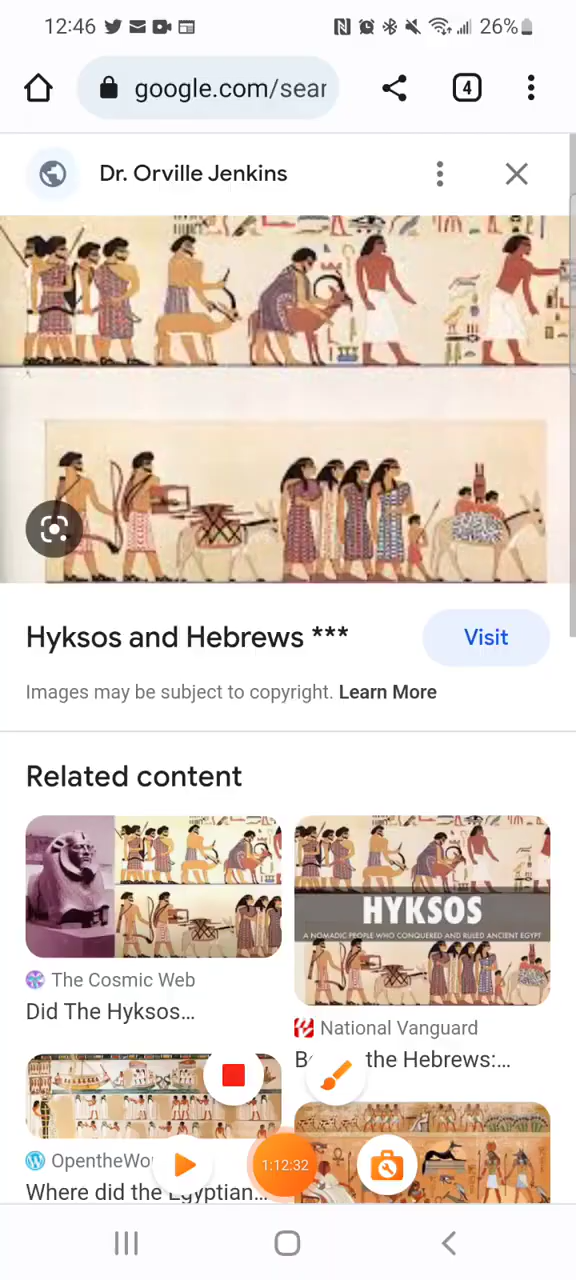 12:46
26%
google.com/sear
4
Dr. Orville Jenkins
Hyksos and Hebrews ***
Visit
Images may be subject to copyright. Learn More
Related content
HYKSOS
A NOMADIC PEOPLE WHO CONQUERED AND RULED ANCIENT EGYPT
The Cosmic Web
Did The Hyksos...
National Vanguard
the Hebrews:...
OpentheWo
1:12:32
Where did the Egyptian...